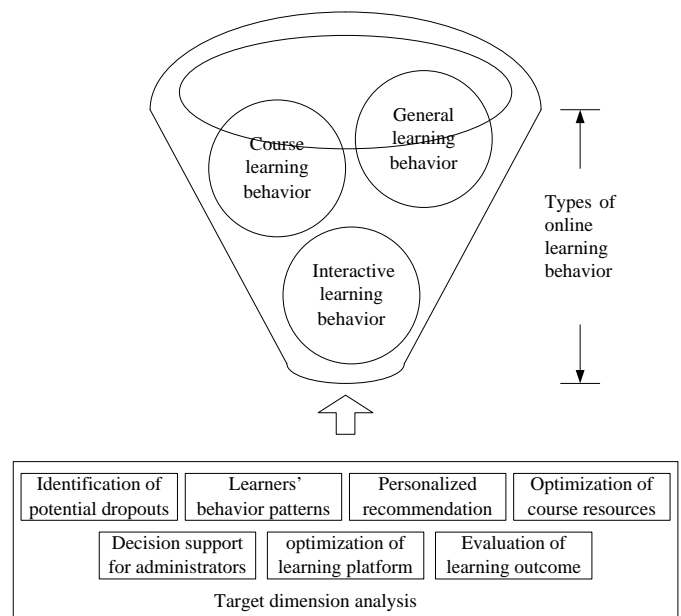 General
learning
behavior
Course
learning
behavior
Interactive
learning
behavior
Types of
online
learning
behavior
Identification of
potential dropouts
Learners’
behavior patterns
Personalized
recommendation
Optimization of
course resources
Decision support
for administrators
optimization of
learning platform
Evaluation of
learning outcome
Target dimension analysis